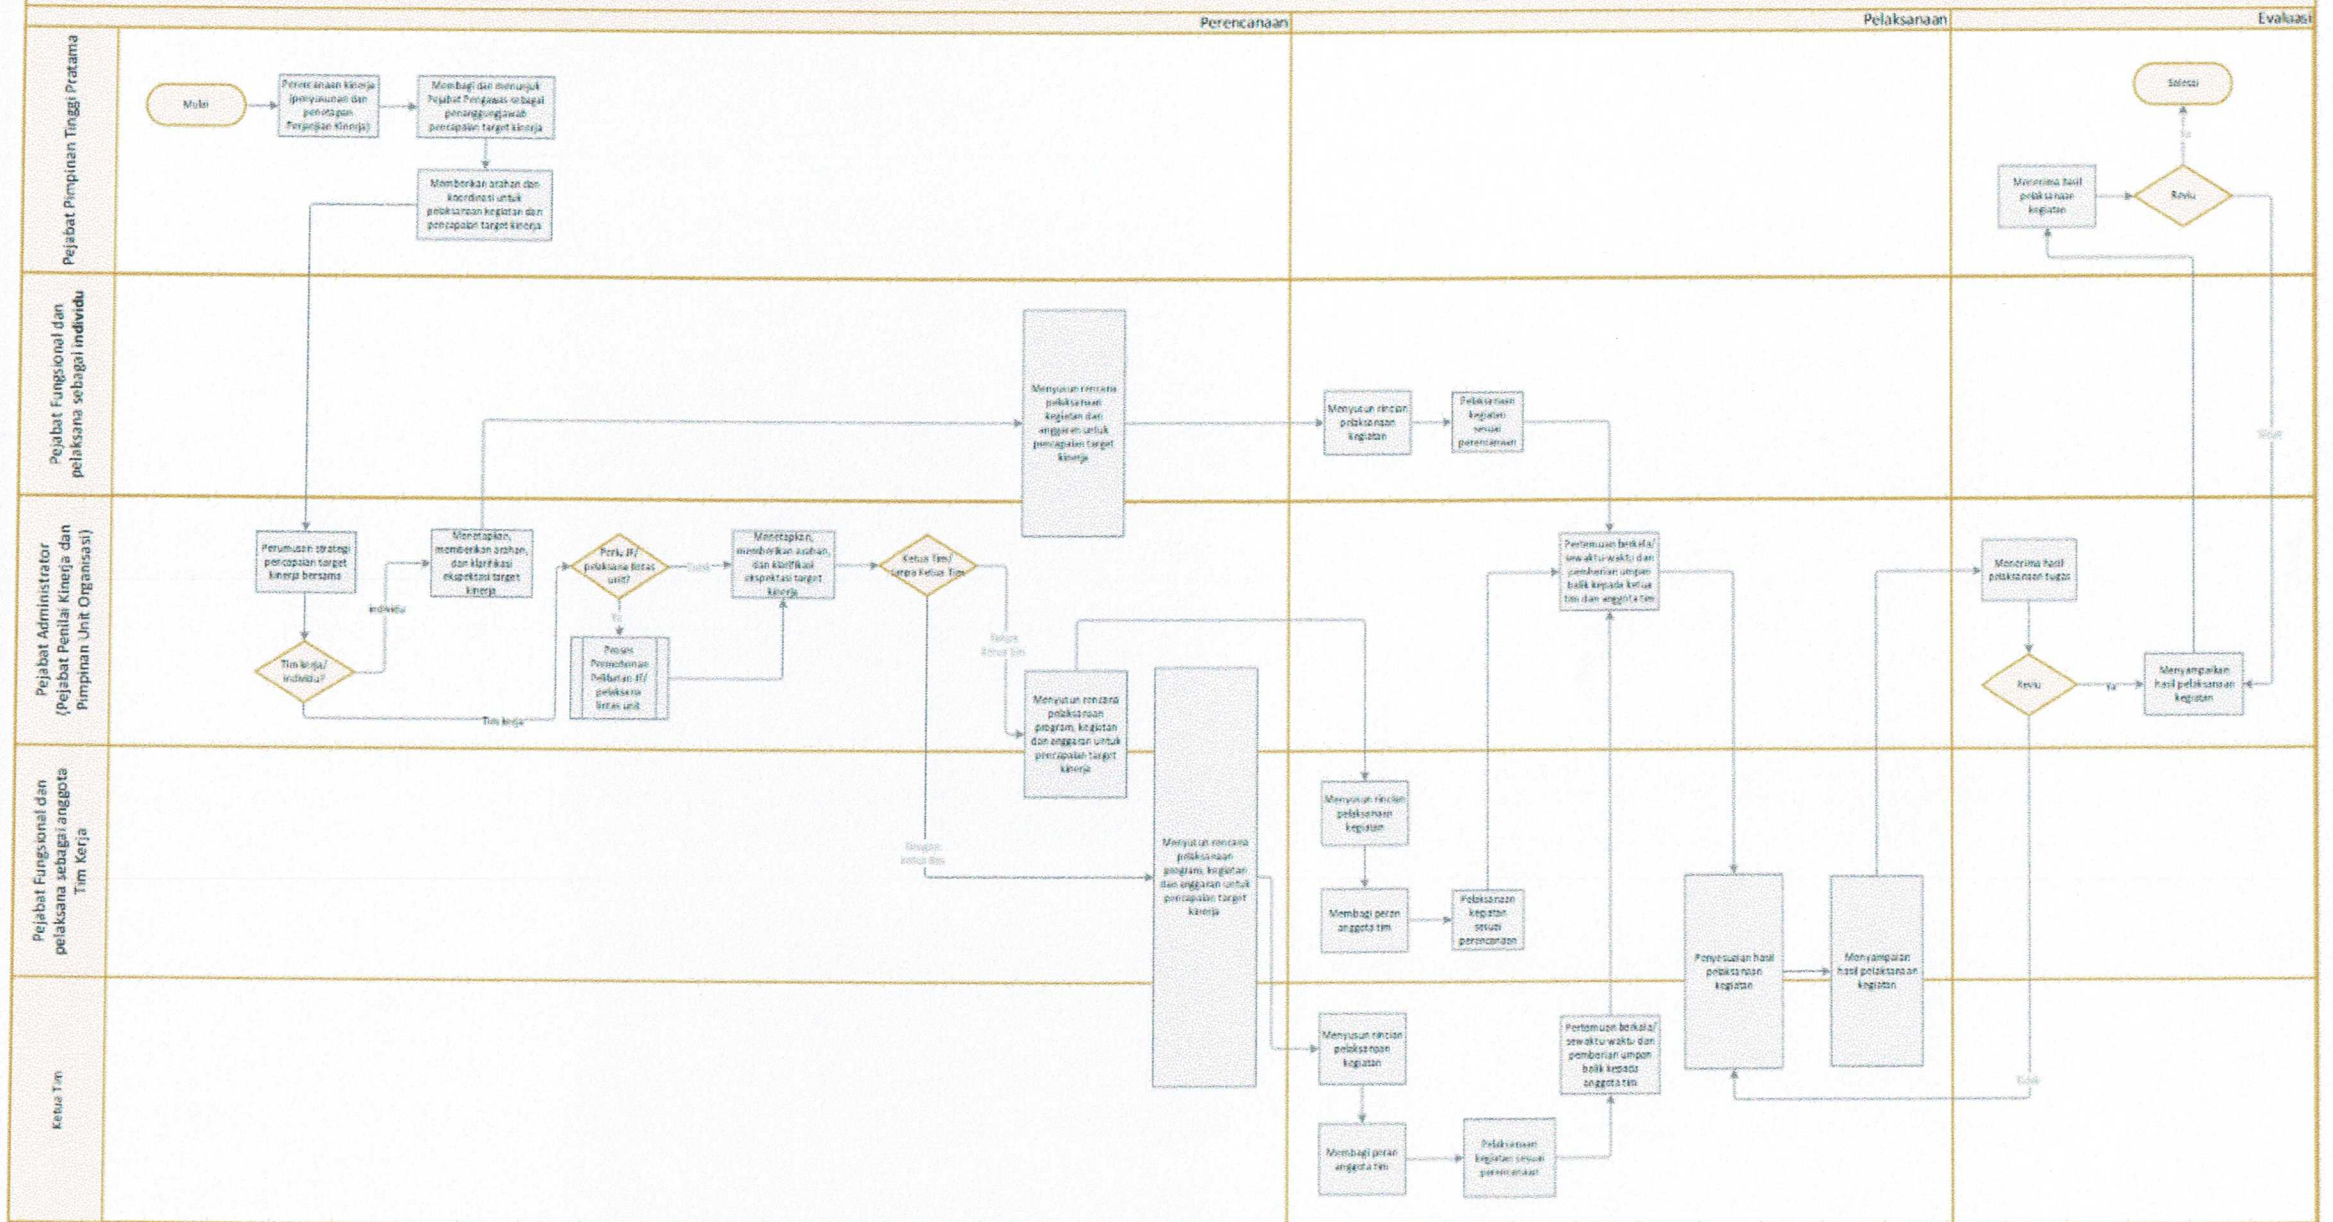 Perencanaan
Pelaksanaan
Evaluasi
Pejabat Pimpinan Tinggi Pratama
Mulai
Perencanaan kinerja
(penyusunan dan
penetapan
Perjanjian Kinerja)
Membagi dan menunjuk
Pejabat Pengawas sebagai
penanggungjawab
pencapaian target kinerja
Memberikan arahan dan
koordinasi untuk
pelaksanaan kegiatan dan
pencapaian target kinerja
Selesai
Ya
Menerima hasil
pelaksanaan
kegiatan
Reviu
Tidak
Pejabat Fungsional dan
pelaksana sebagai individu
Menyusun rencana
pelaksanaan
kegiatan dan
anggaran untuk
pencapaian target
kinerja
Menyusun rincian
pelaksanaan
kegiatan
Pelaksanaan
kegiatan
sesuai
perencanaan
Pejabat Administrator
(Pejabat Penilai Kinerja dan
Pimpinan Unit Organisasi)
Perumusan strategi
pencapaian target
kinerja bersama
Tim kerja/
individu?
individu
Tim kerja
Menetapkan,
memberikan arahan,
dan klarifikasi
ekspektasi target
kinerja
Perlu JF/
pelaksana lintas
unit?
Tidak
Ya
Proses
Permohonan
Pelibatan JF/
pelaksana
lintas unit
Menetapkan,
memberikan arahan,
dan klarifikasi
ekspektasi target
kinerja
Ketua Tim/
tanpa Ketua Tim
Tanpa
Ketua Tim
Dengan
ketua tim
Menyusun rencana
pelaksanaan
program, kegiatan
dan anggaran untuk
pencapaian target
kinerja
Pertemuan berkala/
sewaktu-waktu dan
pemberian umpan
balik kepada ketua
tim dan anggota tim
Menerima hasil
pelaksanaan tugas
Reviu
Ya
Menyampaikan
hasil pelaksanaan
kegiatan
Pejabat Fungsional dan
pelaksana sebagai anggota
Tim Kerja
Menyusun rencana
pelaksanaan
program, kegiatan
dan anggaran untuk
pencapaian target
kinerja
Menyusun rincian
pelaksanaan
kegiatan
Membagi peran
anggota tim
Pelaksanaan
kegiatan
sesuai
perencanaan
Penyesuaian hasil
pelaksanaan
kegiatan
Menyampaian
hasil pelaksanaan
kegiatan
Ketua Tim
Menyusun rincian
pelaksanaan
kegiatan
Membagi peran
anggota tim
Pelaksanaan
kegiatan sesuai
perencanaan
Pertemuan berkala/
sewaktu-waktu dan
pemberian umpan
balik kepada
anggota tim
Tidak